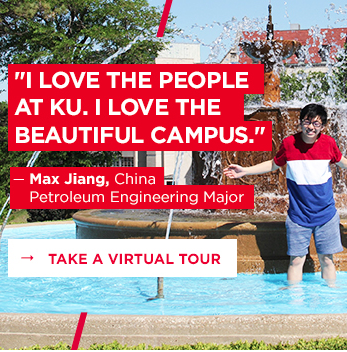 "I LOVE THE PEOPLE
AT KU. I LOVE THE
BEAUTIFUL CAMPUS."
— Max Jiang, China
Petroleum Engineering Major
→ TAKE A VIRTUAL TOUR